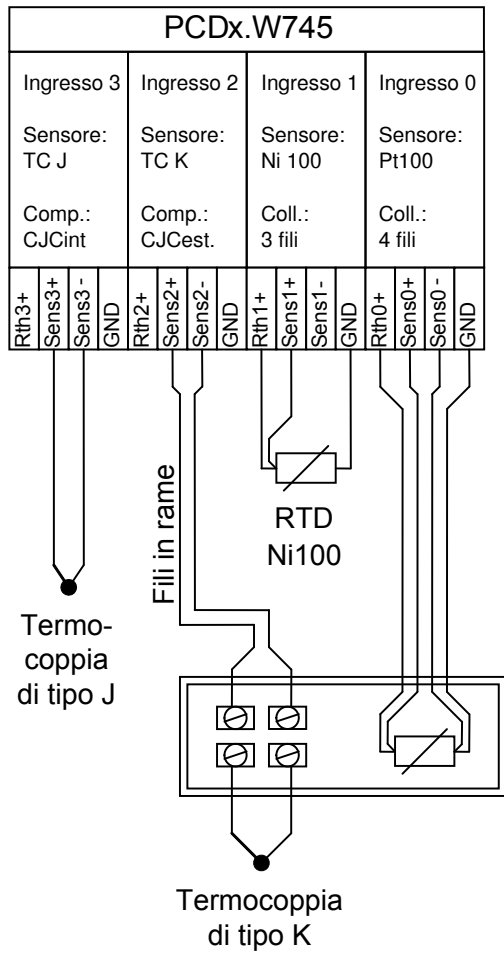 PCDx.W745
Ingresso 3
Sensore:
TC J
Comp.:
CJCint
Ingresso 2
Sensore:
TC K
Comp.:
CJCest.
Ingresso 1
Sensore:
Ni 100
Coll.:
3 fili
Ingresso 0
Sensore:
Pt100
Coll.:
4 fili
Rth3+
Sens3+
Sens3 -
GND
Rth2+
Sens2+
Sens2-
GND
Rth1+
Sens1+
Sens1-
GND
Rth0+
Sens0+
Sens0 -
GND
Fili in rame
RTD
Ni100
Termo-
coppia
di tipo J
Termocoppia
di tipo K